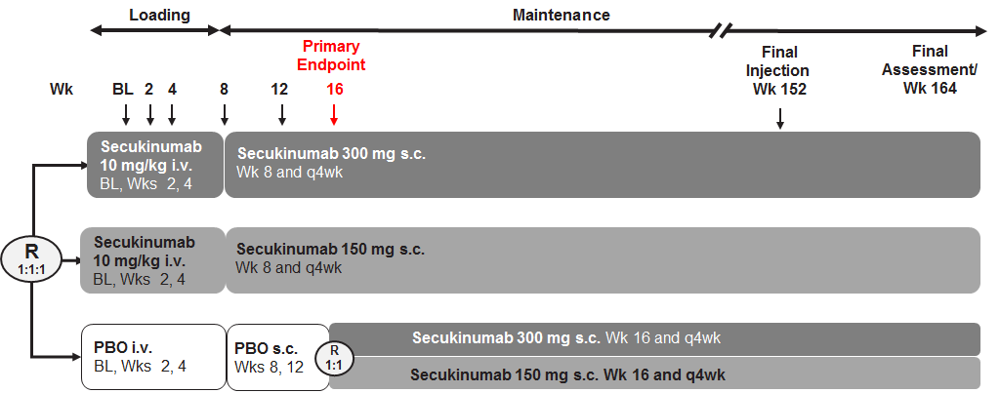 Loading
Maintenance
Primary
Endpoint
Final
Injection
Wk 152
Final
Assessment/
Wk 164
Wk BL 2 4 8 12 16
Secukinumab
10 mg/kg i.v.
BL, Wks 2, 4
Secukinumab 300 mg s.c.
Wk 8 and q4wk
R
1:1:1
Secukinumab
10 mg/kg i.v.
BL, Wks 2, 4
Secukinumab 150 mg s.c.
Wk 8 and q4wk
PBO i.v.
BL, Wks 2, 4
PBO s.c.
Wks 8, 12
R
1:1
Secukinumab 300 mg s.c. Wk 16 and q4wk
Secukinumab 150 mg s.c. Wk 16 and q4wk